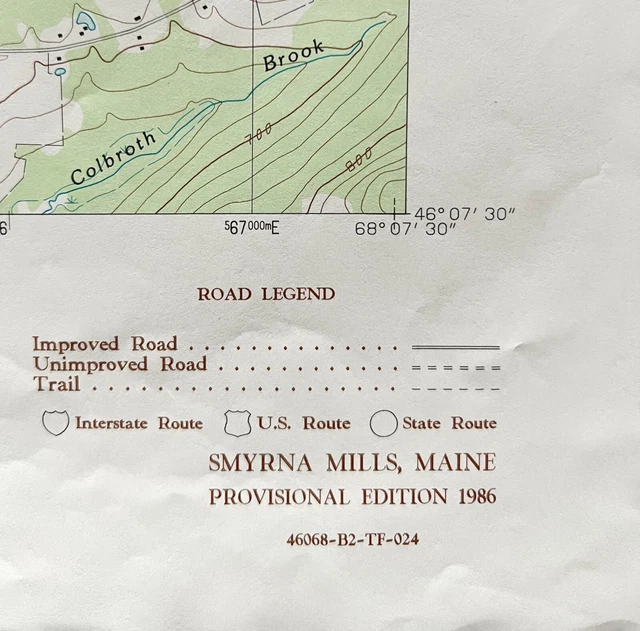 Brook
700
Colbroth
800
46° 07' 30"
6
567000mE
68° 07' 30"
ROAD LEGEND
Improved Road . . . . . . . . . . . . . . .
Unimproved Road . . . . . . . . . . . . .
Trail . . . . . . . . . . . . . . . . . . .
Interstate Route U.S. Route State Route
SMYRNA MILLS, MAINE
PROVISIONAL EDITION 1986
46068-B2-TF-024